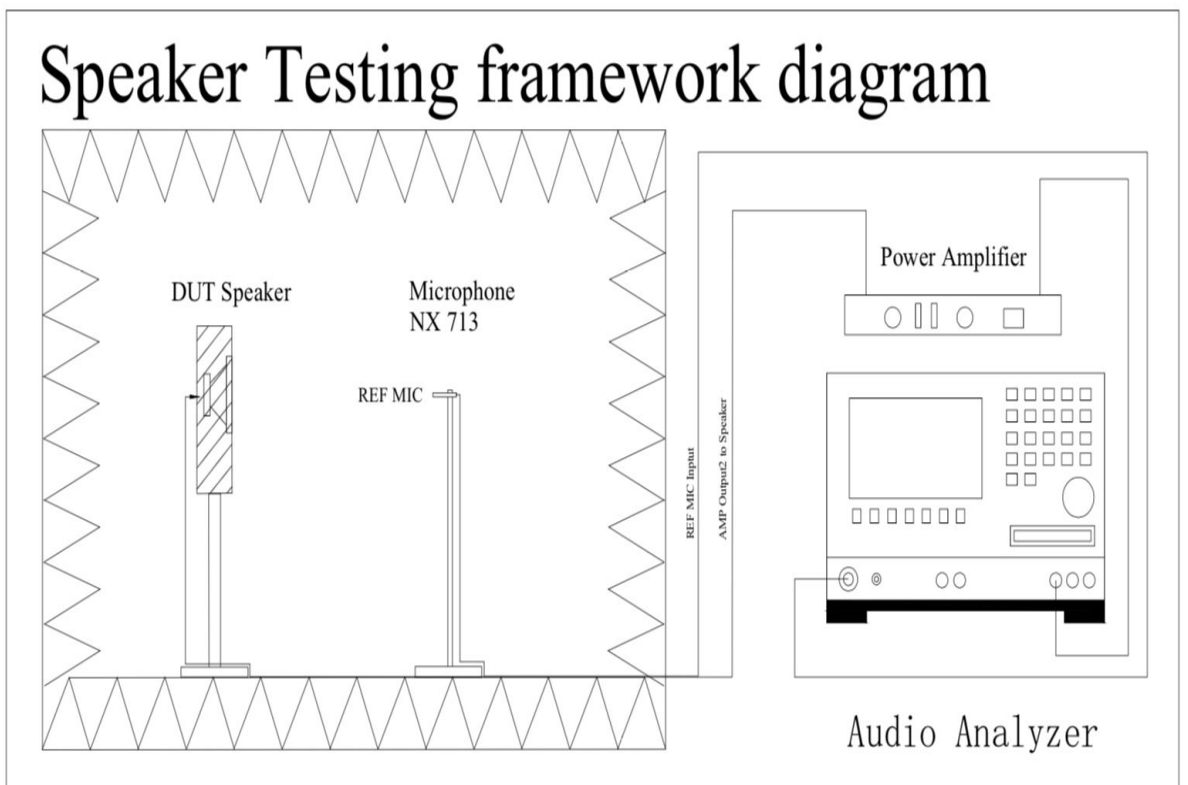 Speaker Testing framework diagram
DUT Speaker
Microphone
NX 713
REF MIC
REF MIC Inptut
AMP Output2 to Speaker
Power Amplifier
Audio Analyzer